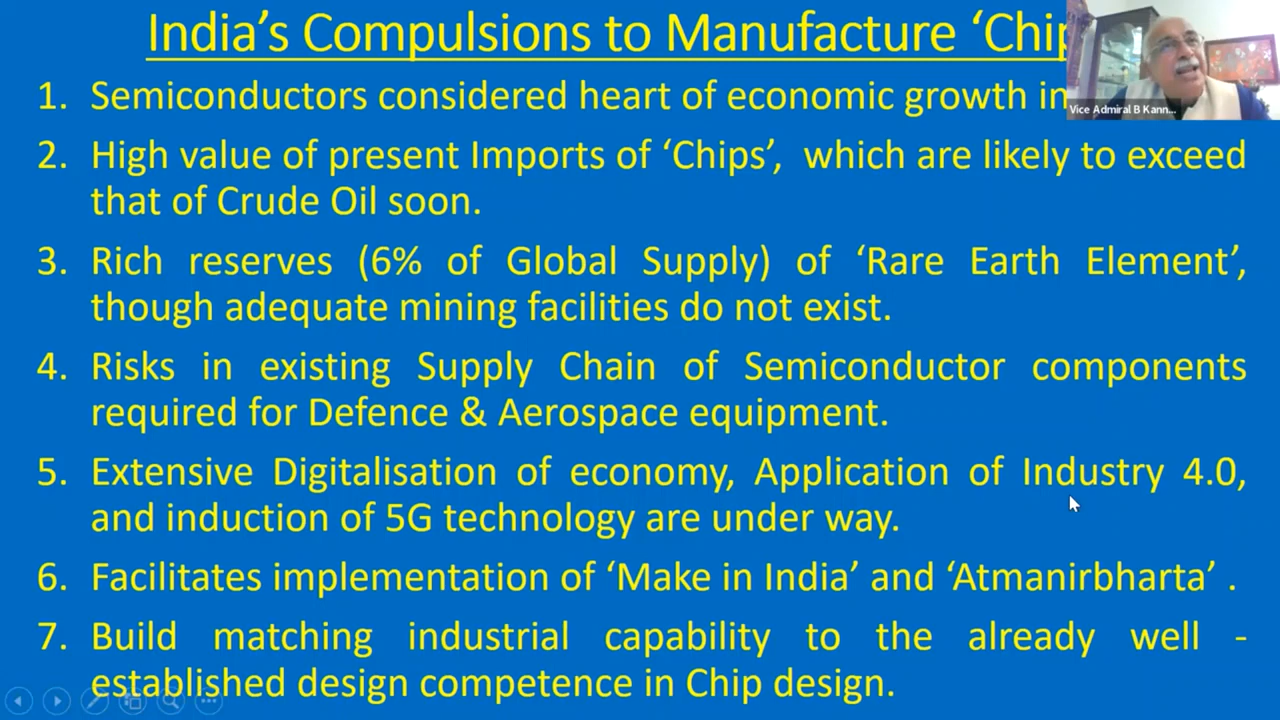 India’s Compulsions to Manufacture ‘Chip
Vice Admiral B Kann...
1. Semiconductors considered heart of economic growth in
2. High value of present Imports of ‘Chips’, which are likely to exceed
that of Crude Oil soon.
3. Rich reserves (6% of Global Supply) of ‘Rare Earth Element’,
though adequate mining facilities do not exist.
4. Risks in existing Supply Chain of Semiconductor components
required for Defence & Aerospace equipment.
5. Extensive Digitalisation of economy, Application of Industry 4.0,
and induction of 5G technology are under way.
6. Facilitates implementation of ‘Make in India’ and ‘Atmanirbharta’ .
7. Build matching industrial capability to the already well -
established design competence in Chip design.